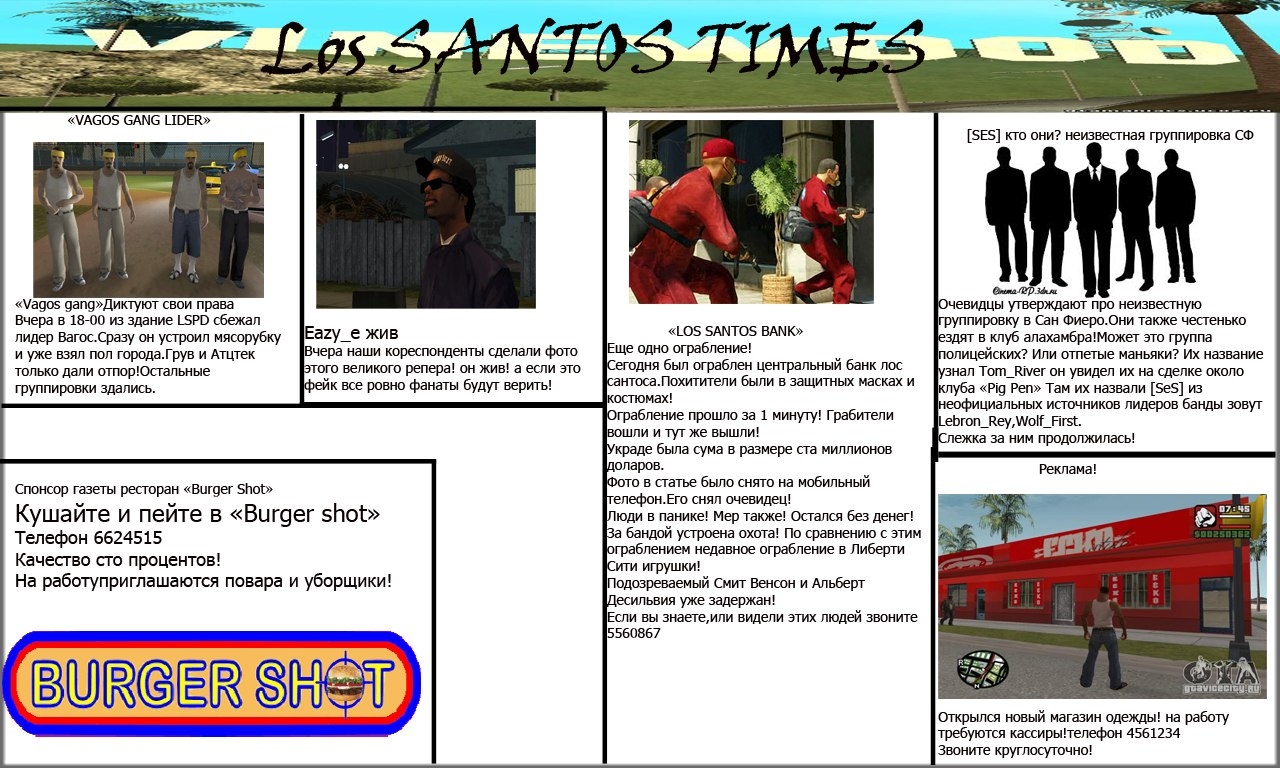 Los SANTOS TIMES
VINEWOOD
«VAGOS GANG LIDER»
«Vagos gang»Диктуют свои права
Вчера в 18-00 из здание LSPD сбежал
лидер Вагос.Сразу он устроил мясорубку
и уже взял пол города.Грув и Атцтек
только дали отпор!Остальные
группировки здались.
Eazy_e жив
Вчера наши кореспонденты сделали фото
этого великого репера! он жив! а если это
фейк все ровно фанаты будут верить!
Спонсор газеты ресторан «Burger Shot»
Кушайте и пейте в «Burger shot»
Телефон 6624515
Качество сто процентов!
На работуприглашаются повара и уборщики!
BURGER SHOT
«LOS SANTOS BANK»
Еще одно ограбление!
Сегодня был ограблен центральный банк лос
сантоса.Похитители были в защитных масках и
костюмах!
Ограбление прошло за 1 минуту! Грабители
вошли и тут же вышли!
Украде была сума в размере ста миллионов
доларов.
Фото в статье было снято на мобильный
телефон.Его снял очевидец!
Люди в панике! Мер также! Остался без денег!
За бандой устроена охота! По сравнению с этим
ограблением недавное ограбление в Либерти
Сити игрушки!
Подозреваемый Смит Венсон и Альберт
Десильвия уже задержан!
Если вы знаете,или видели этих людей звоните
5560867
[SES] кто они? неизвестная группировка СФ
Cinema-RP.3dn.ru
Очевидцы утверждают про неизвестную
группировку в Сан Фиеро.Они также честенько
ездят в клуб алахамбра!Может это группа
полицейских? Или отпетые маньяки? Их название
узнал Tom_River он увидел их на сделке около
клуба «Pig Pen» Там их назвали [SeS] из
неофициальных источников лидеров банды зовут
Lebron_Rey,Wolf_First.
Слежка за ним продолжилась!
Реклама!
07:45
$00250362
GTA
gtavicecity.ru
Открылся новый магазин одежды! на работу
требуются кассиры!телефон 4561234
Звоните круглосуточно!